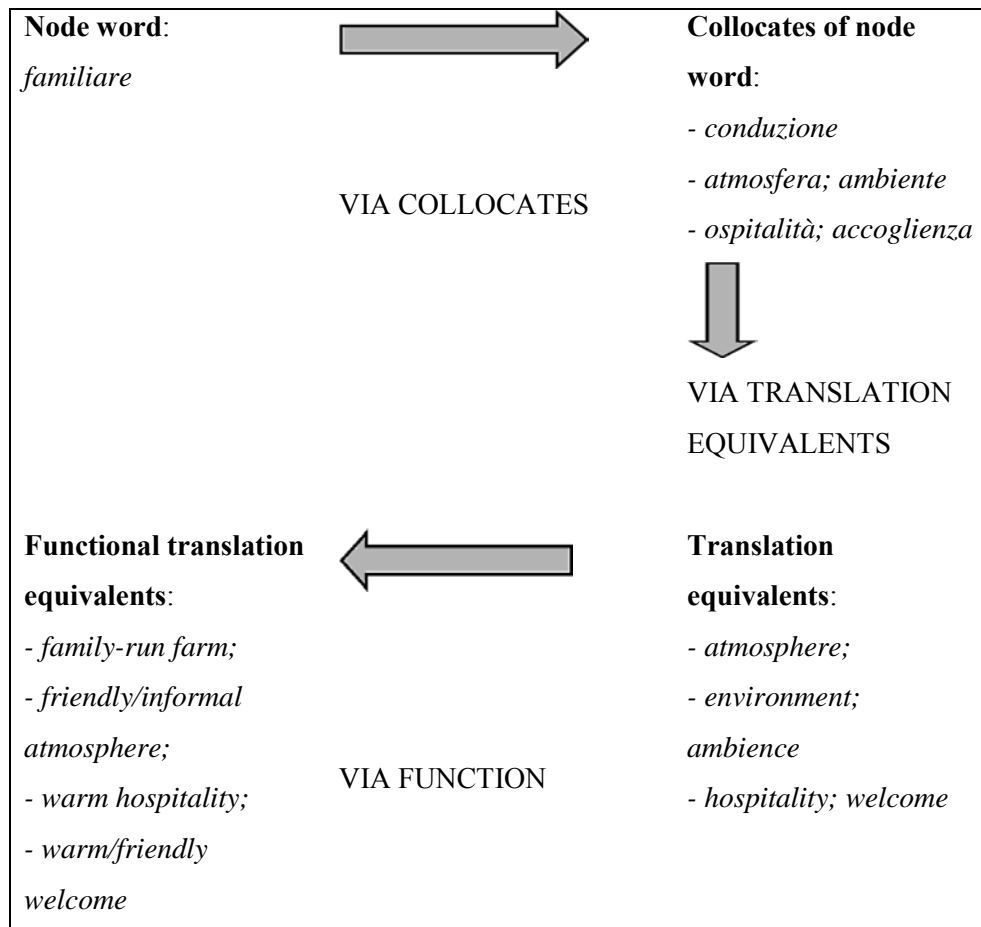 Node word:
familiare
VIA COLLOCATES
Collocates of node
word:
- conduzione
- atmosfera; ambiente
- ospitalità; accoglienza
VIA TRANSLATION
EQUIVALENTS
Translation
equivalents:
- atmosphere;
- environment;
ambience
- hospitality; welcome
VIA FUNCTION
Functional translation
equivalents:
- family-run farm;
- friendly/informal
atmosphere;
- warm hospitality;
- warm/friendly
welcome